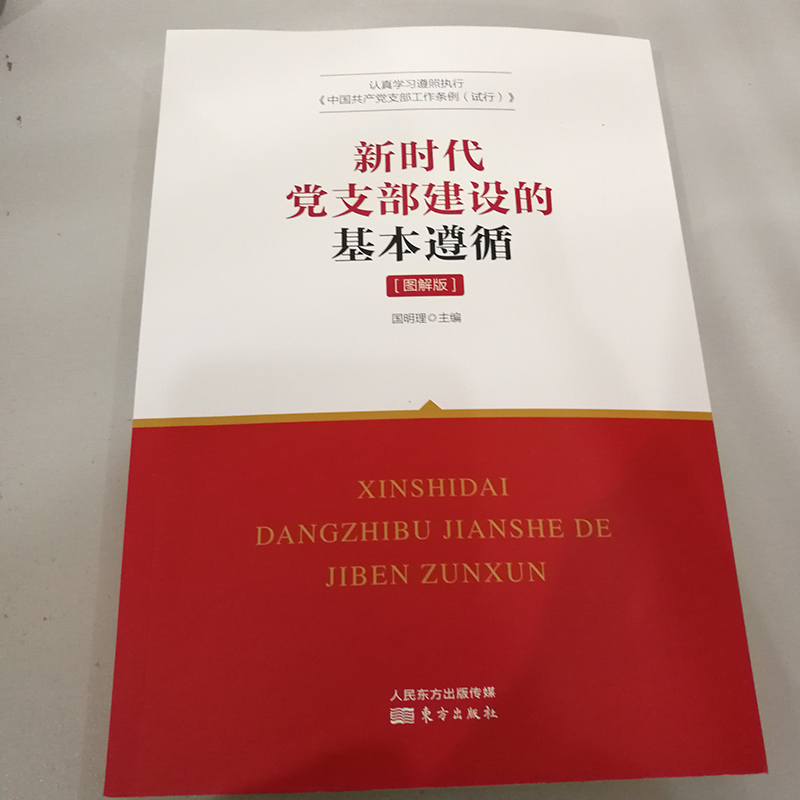 认真学习遵照执行
《中国共产党支部工作条例（试行）》
新时代
党支部建设的
基本遵循
［图解版］
国明理◎主编
XINSHIDAI
DANGZHIBU JIANSHE DE
JIBEN ZUNXUN
人民东方出版传媒
东方出版社